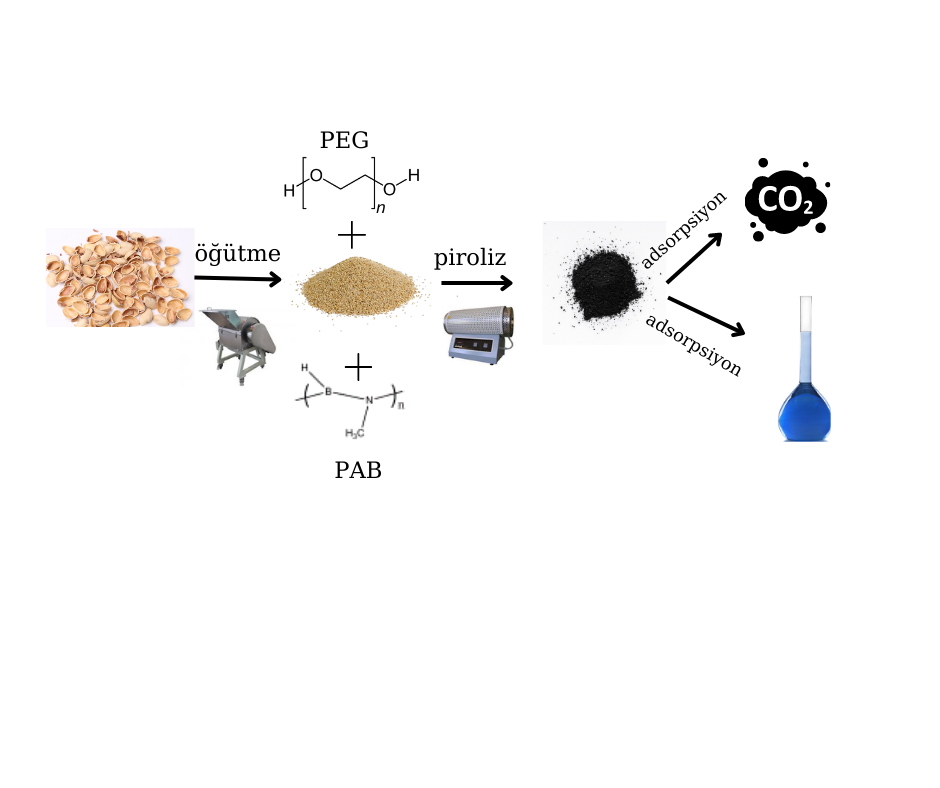 PEG
H
O
O
H
n
öğütme
piroliz
adsorpsiyon
CO₂
adsorpsiyon
H
B
N
n
H₃C
PAB